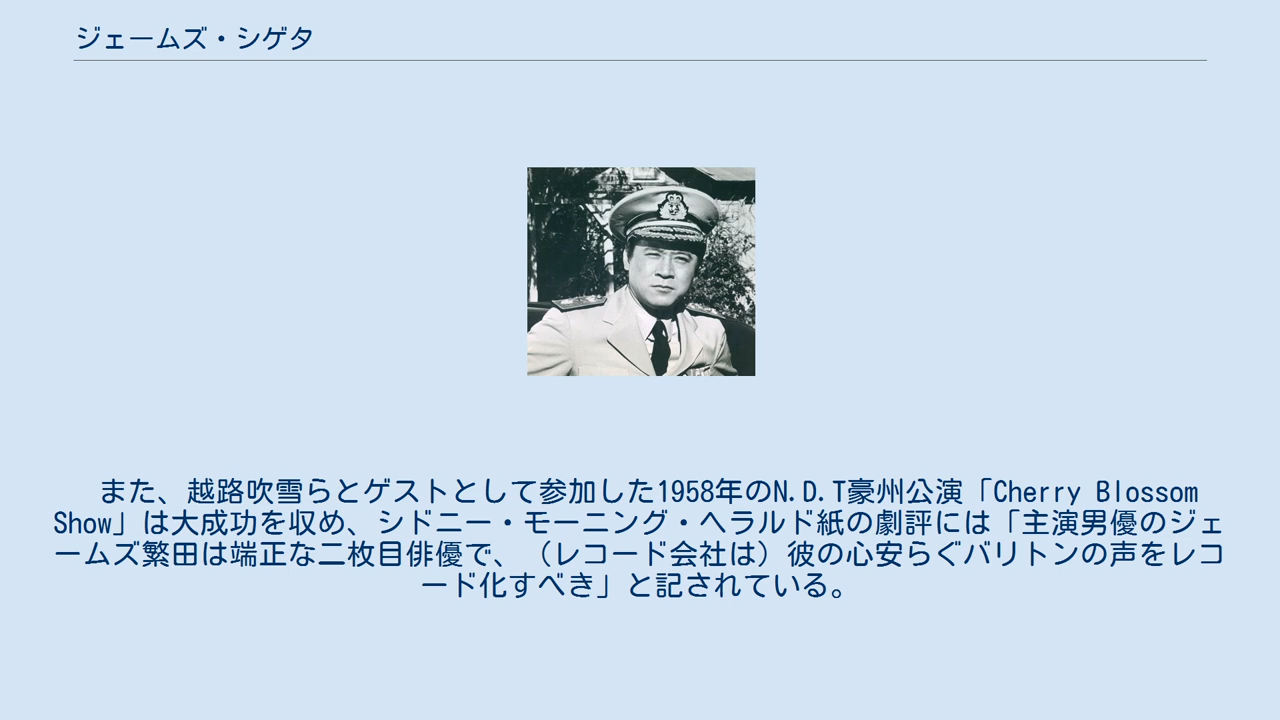 ジェームズ・シゲタ
また、越路吹雪らとゲストとして参加した1958年のN.D.T豪州公演「Cherry Blossom
Show」は大成功を収め、シドニー・モーニング・ヘラルド紙の劇評には「主演男優のジェ
ームズ繁田は端正な二枚目俳優で、（レコード会社は）彼の心安らぐバリトンの声をレコ
ード化すべき」と記されている。